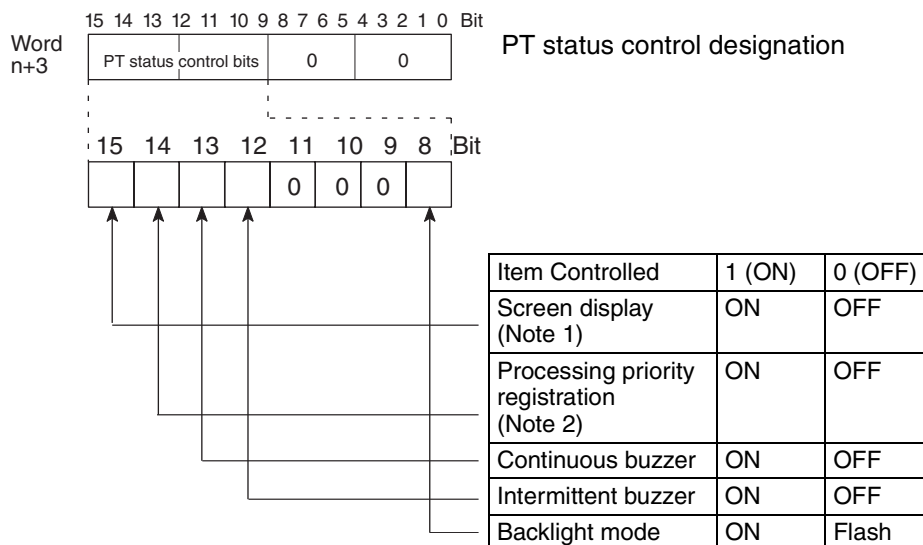 15 14 13 12 11 10 9 8 7 6 5 4 3 2 1 0 Bit
Word
n+3
PT status control bits 0 0
PT status control designation
15 14 13 12 11 10 9 8 Bit
0 0 0
Item Controlled 1 (ON) 0 (OFF)
Screen display
(Note 1) ON OFF
Processing priority
registration
(Note 2) ON OFF
Continuous buzzer ON OFF
Intermittent buzzer ON OFF
Backlight mode ON Flash